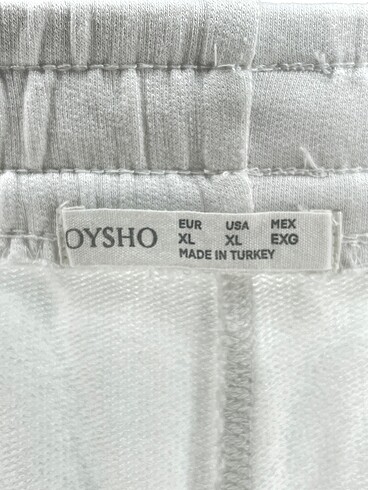 OYSHO
EUR USA MEX
XL XL EXG
MADE IN TURKEY